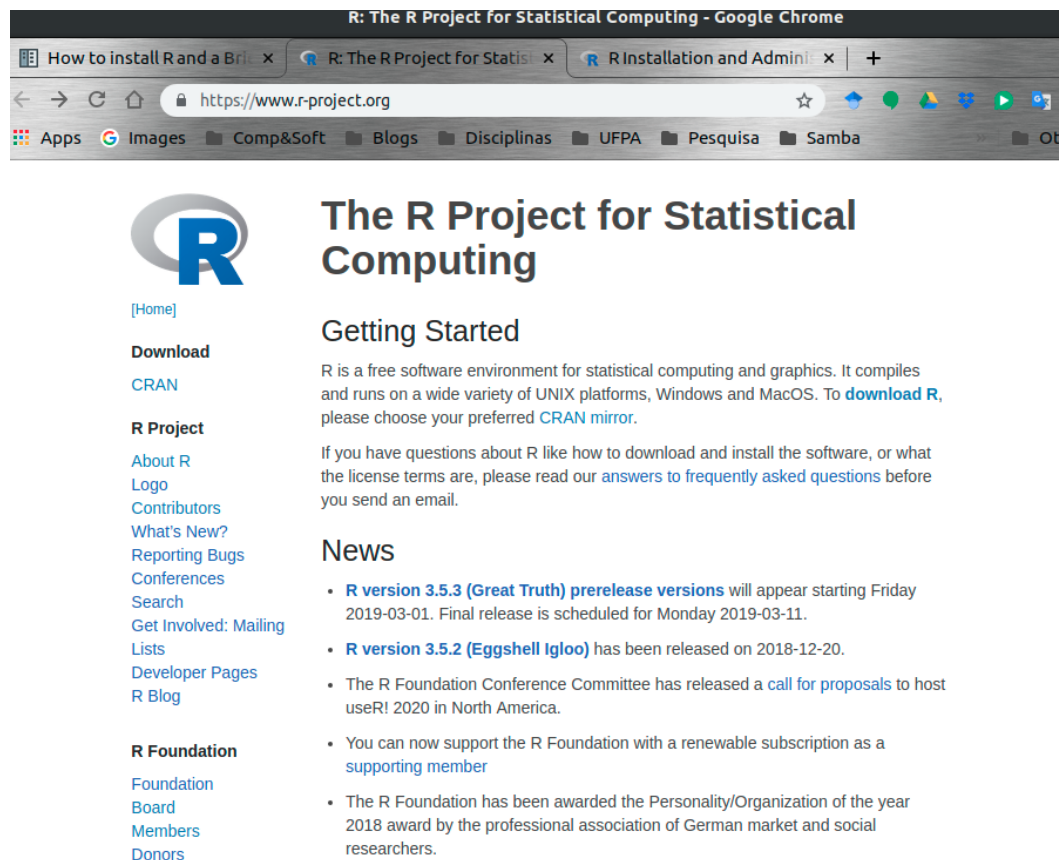 R: The R Project for Statistical Computing - Google Chrome
How to install R and a Bri
R: The R Project for Statis
R Installation and Adminis
https://www.r-project.org
Apps
Images
Comp&Soft
Blogs
Disciplinas
UFPA
Pesquisa
Samba
Ot
R
[Home]
Download
CRAN
R Project
About R
Logo
Contributors
What's New?
Reporting Bugs
Conferences
Search
Get Involved: Mailing
Lists
Developer Pages
R Blog
R Foundation
Foundation
Board
Members
Donors
The R Project for Statistical
Computing
Getting Started
R is a free software environment for statistical computing and graphics. It compiles
and runs on a wide variety of UNIX platforms, Windows and MacOS. To download R,
please choose your preferred CRAN mirror.
If you have questions about R like how to download and install the software, or what
the license terms are, please read our answers to frequently asked questions before
you send an email.
News
• R version 3.5.3 (Great Truth) prerelease versions will appear starting Friday
2019-03-01. Final release is scheduled for Monday 2019-03-11.
• R version 3.5.2 (Eggshell Igloo) has been released on 2018-12-20.
• The R Foundation Conference Committee has released a call for proposals to host
useR! 2020 in North America.
• You can now support the R Foundation with a renewable subscription as a
supporting member
• The R Foundation has been awarded the Personality/Organization of the year
2018 award by the professional association of German market and social
researchers.